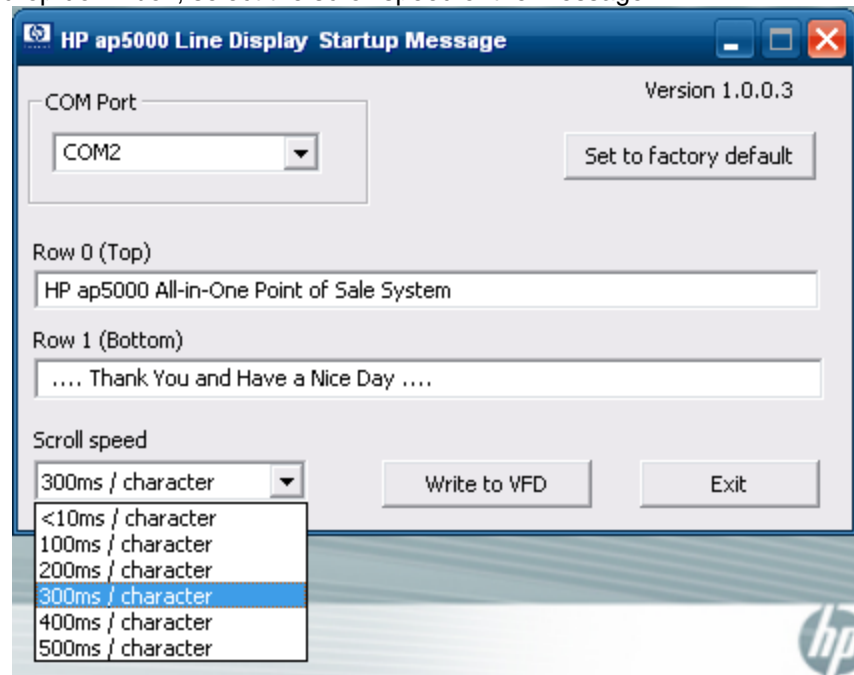 HP ap5000 Line Display Startup Message
COM Port
Version 1.0.0.3
COM2
Set to factory default
Row 0 (Top)
HP ap5000 All-in-One Point of Sale System
Row 1 (Bottom)
.... Thank You and Have a Nice Day ....
Scroll speed
300ms / character
Write to VFD
Exit
<10ms / character
100ms / character
200ms / character
300ms / character
400ms / character
500ms / character
hp